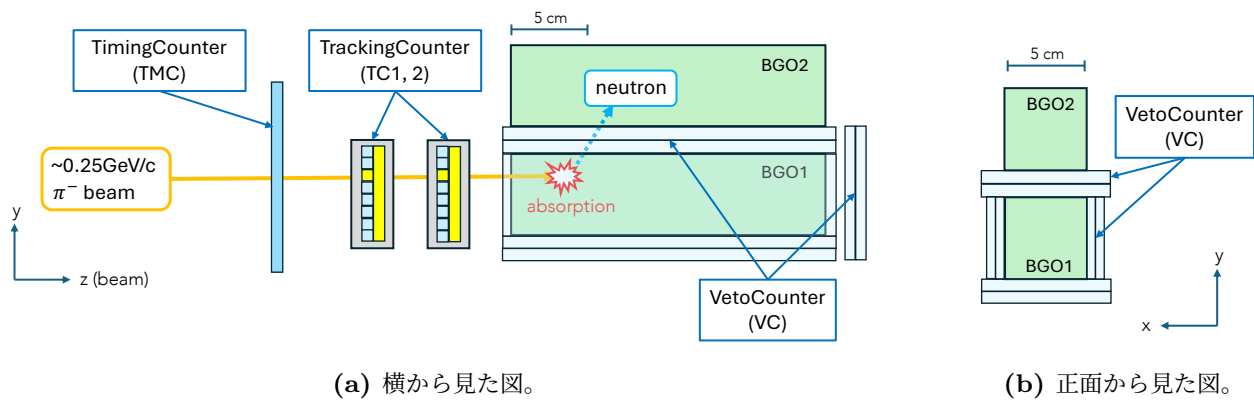 TimingCounter
(TMC)
TrackingCounter
(TC1, 2)
5 cm
BGO2
neutron
~0.25GeV/c
π⁻ beam
BGO1
absorption
y
z (beam)
VetoCounter
(VC)
(a) 横から見た図。
5 cm
BGO2
VetoCounter
(VC)
BGO1
y
x
(b) 正面から見た図。